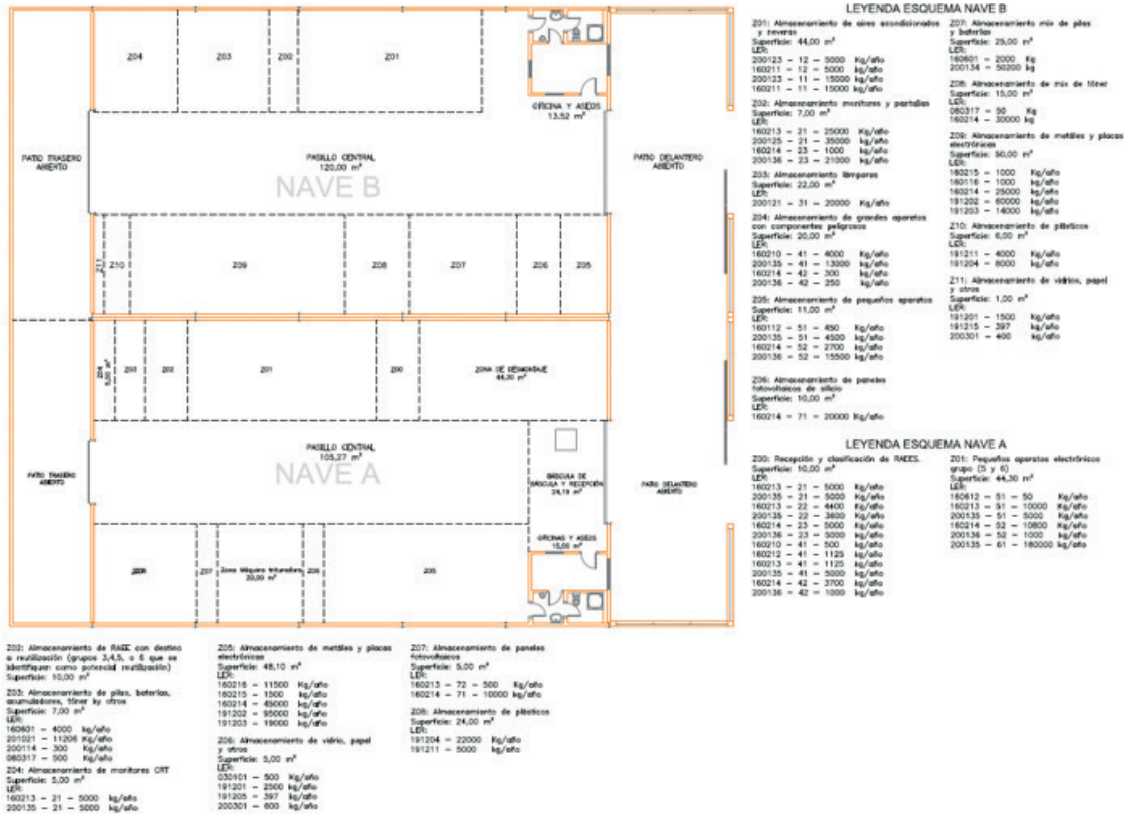 LEYENDA ESQUEMA NAVE B
Z01: Almacenamiento de aires acondicionados
y neveras
Superficie: 44,00 m²
LER:
200123 - 12 - 5000 Kg/año
160211 - 12 - 5000 kg/año
200123 - 11 - 15000 kg/año
160211 - 11 - 15000 kg/año
Z02: Almacenamiento monitores y pantallas
Superficie: 7,00 m²
LER:
160213 - 21 - 25000 Kg/año
200125 - 21 - 35000 kg/año
160214 - 23 - 1000 Kg/año
200136 - 23 - 21000 Kg/año
Z03: Almacenamiento lámparas
Superficie: 22,00 m²
LER:
200121 - 31 - 20000 Kg/año
Z04: Almacenamiento de grandes aparatos
con componentes peligrosos
Superficie: 20,00 m²
LER:
160210 - 41 - 4000 Kg/año
200135 - 41 - 13000 Kg/año
160214 - 42 - 300 Kg/año
200136 - 42 - 250 Kg/año
Z05: Almacenamiento de pequeños aparatos
Superficie: 11,00 m²
LER:
160112 - 51 - 450 Kg/año
200135 - 51 - 4500 Kg/año
160214 - 52 - 2700 Kg/año
200136 - 52 - 15500 Kg/año
Z06: Almacenamiento de paneles
fotovoltaicos de silicio
Superficie: 10,00 m²
LER:
160214 - 71 - 20000 Kg/año
Z07: Almacenamiento mix de pilas
y baterías
Superficie: 25,00 m²
LER:
160601 - 2000 Kg
200134 - 50200 kg
Z08: Almacenamiento de mix de tóner
Superficie: 15,00 m²
LER:
080317 - 50 Kg
160214 - 30000 kg
Z09: Almacenamiento de metáles y placas
electrónicas
Superficie: 50,00 m²
LER:
160215 - 1000 Kg/año
160116 - 1000 kg/año
160214 - 25000 Kg/año
191202 - 60000 kg/año
191203 - 14000 kg/año
Z10: Almacenamiento de plásticos
Superficie: 6,00 m²
LER:
191211 - 4000 Kg/año
191204 - 8000 kg/año
Z11: Almacenamiento de vidrios, papel
y otros
Superficie: 1,00 m²
LER:
191201 - 1500 Kg/año
191215 - 397 kg/año
200301 - 400 kg/año
Z04
Z03
Z02
Z01
OFICINA Y ASEOS
13,52 m²
PATIO TRASERO
ABIERTO
PASILLO CENTRAL
120,00 m²
NAVE B
PATIO DELANTERO
ABIERTO
Z11
Z10
Z09
Z08
Z07
Z06
Z05
Z04
5,00 m²
Z03
Z02
Z01
Z00
ZONA DE DESMONTAJE
44,30 m²
PASILLO CENTRAL
105,27 m²
NAVE A
PATIO TRASERO
ABIERTO
BÁSCULA DE
BÁSCULA Y RECEPCIÓN
24,19 m²
PATIO DELANTERO
ABIERTO
OFICINAS Y ASEOS
15,00 m²
Z07
Zona Máquina trituradora
20,00 m²
Z06
Z05
LEYENDA ESQUEMA NAVE A
Z00: Recepción y clasificación de RAEES.
Superficie: 10,00 m²
LER:
160213 - 21 - 5000 Kg/año
200135 - 21 - 5000 Kg/año
160213 - 22 - 4400 Kg/año
200135 - 22 - 3600 Kg/año
160214 - 23 - 5000 Kg/año
200136 - 23 - 5000 Kg/año
160210 - 41 - 500 kg/año
160212 - 41 - 1125 kg/año
160213 - 41 - 1125 kg/año
200135 - 41 - 5000 Kg/año
160214 - 42 - 3700 Kg/año
200136 - 42 - 1000 Kg/año
Z01: Pequeños aparatos electrónicos
grupo (5 y 6)
Superficie: 44,30 m²
LER:
160612 - 51 - 50 Kg/año
160213 - 51 - 10000 Kg/año
200135 - 51 - 5000 Kg/año
160214 - 52 - 10800 Kg/año
200136 - 52 - 1000 Kg/año
200135 - 61 - 180000 kg/año
Z02: Almacenamiento de RAEE con destino
a reutilización (grupos 3,4,5, o 6 que se
identifiquen como potencial reutilización)
Superficie: 10,00 m²
Z03: Almacenamiento de pilas, baterías,
acumuladores, tóner ky otros
Superficie: 7,00 m²
LER:
160601 - 4000 kg/año
201021 - 11206 Kg/año
200114 - 300 Kg/año
080317 - 500 Kg/año
Z04: Almacenamiento de monitores CRT
Superficie: 5,00 m²
LER:
160213 - 21 - 5000 kg/año
200135 - 21 - 5000 kg/año
Z05: Almacenamiento de metáles y placas
electrónicas
Superficie: 48,10 m²
LER:
160216 - 11500 Kg/año
160215 - 1500 kg/año
160214 - 45000 Kg/año
191202 - 95000 Kg/año
191203 - 19000 Kg/año
Z06: Almacenamiento de vidrio, papel
y otros
Superficie: 5,00 m²
LER:
030101 - 500 Kg/año
191201 - 2500 Kg/año
191205 - 397 kg/año
200301 - 600 kg/año
Z07: Almacenamiento de paneles
fotovoltaicos
Superficie: 5,00 m²
LER:
160213 - 72 - 500 Kg/año
160214 - 71 - 10000 kg/año
Z08: Almacenamiento de plásticos
Superficie: 24,00 m²
LER:
191204 - 22000 Kg/año
191211 - 5000 Kg/año